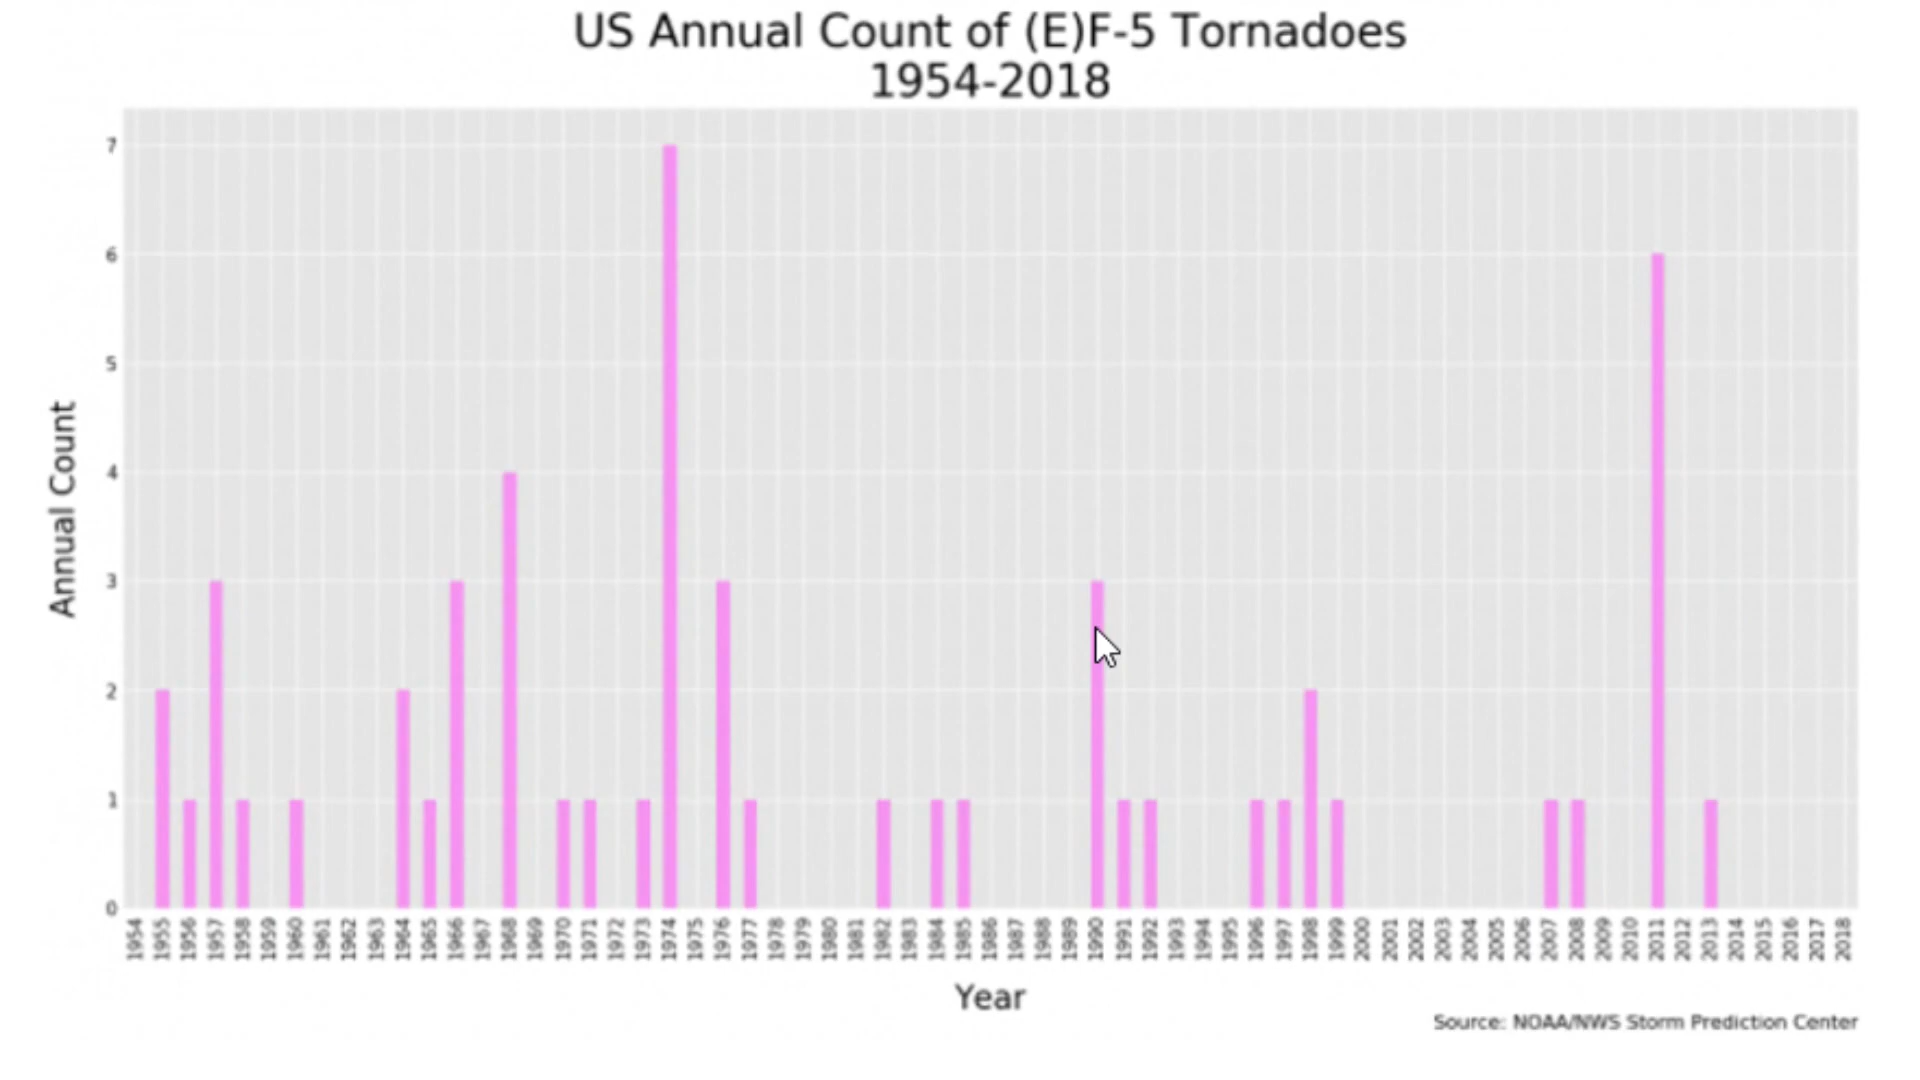 US Annual Count of (E)F-5 Tornadoes
1954-2018
7
6
5
4
3
2
1
0
Annual Count
1954 1955 1956 1957 1958 1959 1960 1961 1962 1963 1964 1965 1966 1967 1968 1969 1970 1971 1972 1973 1974 1975 1976 1977 1978 1979 1980 1981 1982 1983 1984 1985 1986 1987 1988 1989 1990 1991 1992 1993 1994 1995 1996 1997 1998 1999 2000 2001 2002 2003 2004 2005 2006 2007 2008 2009 2010 2011 2012 2013 2014 2015 2016 2017 2018
Year
Source: NOAA/NWS Storm Prediction Center